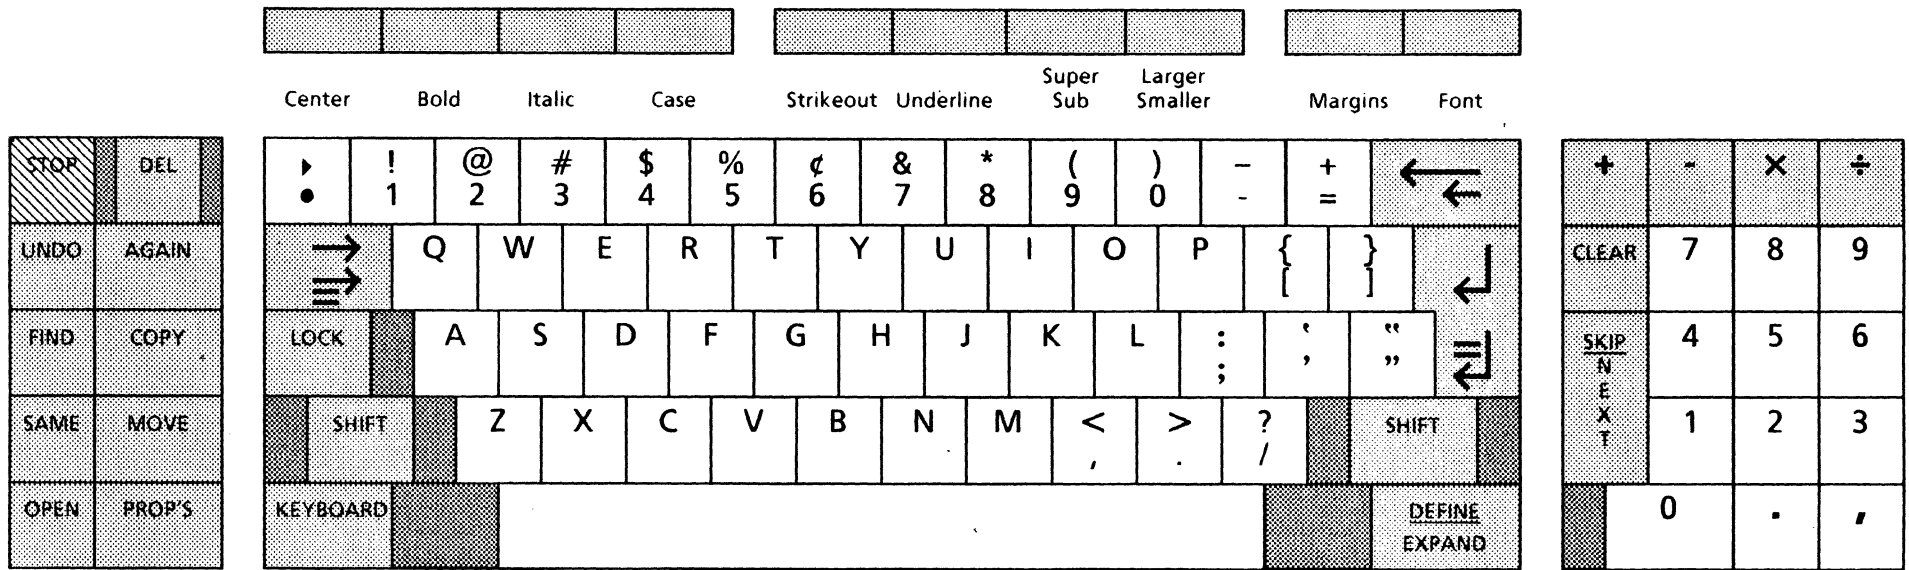 Super Larger
Center Bold Italic Case Strikeout Underline Sub Smaller Margins Font
STOP DEL
! @ # $ % ¢ & * ( ) – +
● 1 2 3 4 5 6 7 8 9 0 - =
+ - × ÷
UNDO AGAIN
Q W E R T Y U I O P { }
[ ]
CLEAR 7 8 9
FIND COPY
LOCK A S D F G H J K L : ‘ “
; ’ ”
SKIP
NEXT
4 5 6
SAME MOVE
SHIFT Z X C V B N M < > ? SHIFT
, . /
1 2 3
OPEN PROP'S
KEYBOARD DEFINE
EXPAND
0 . ,